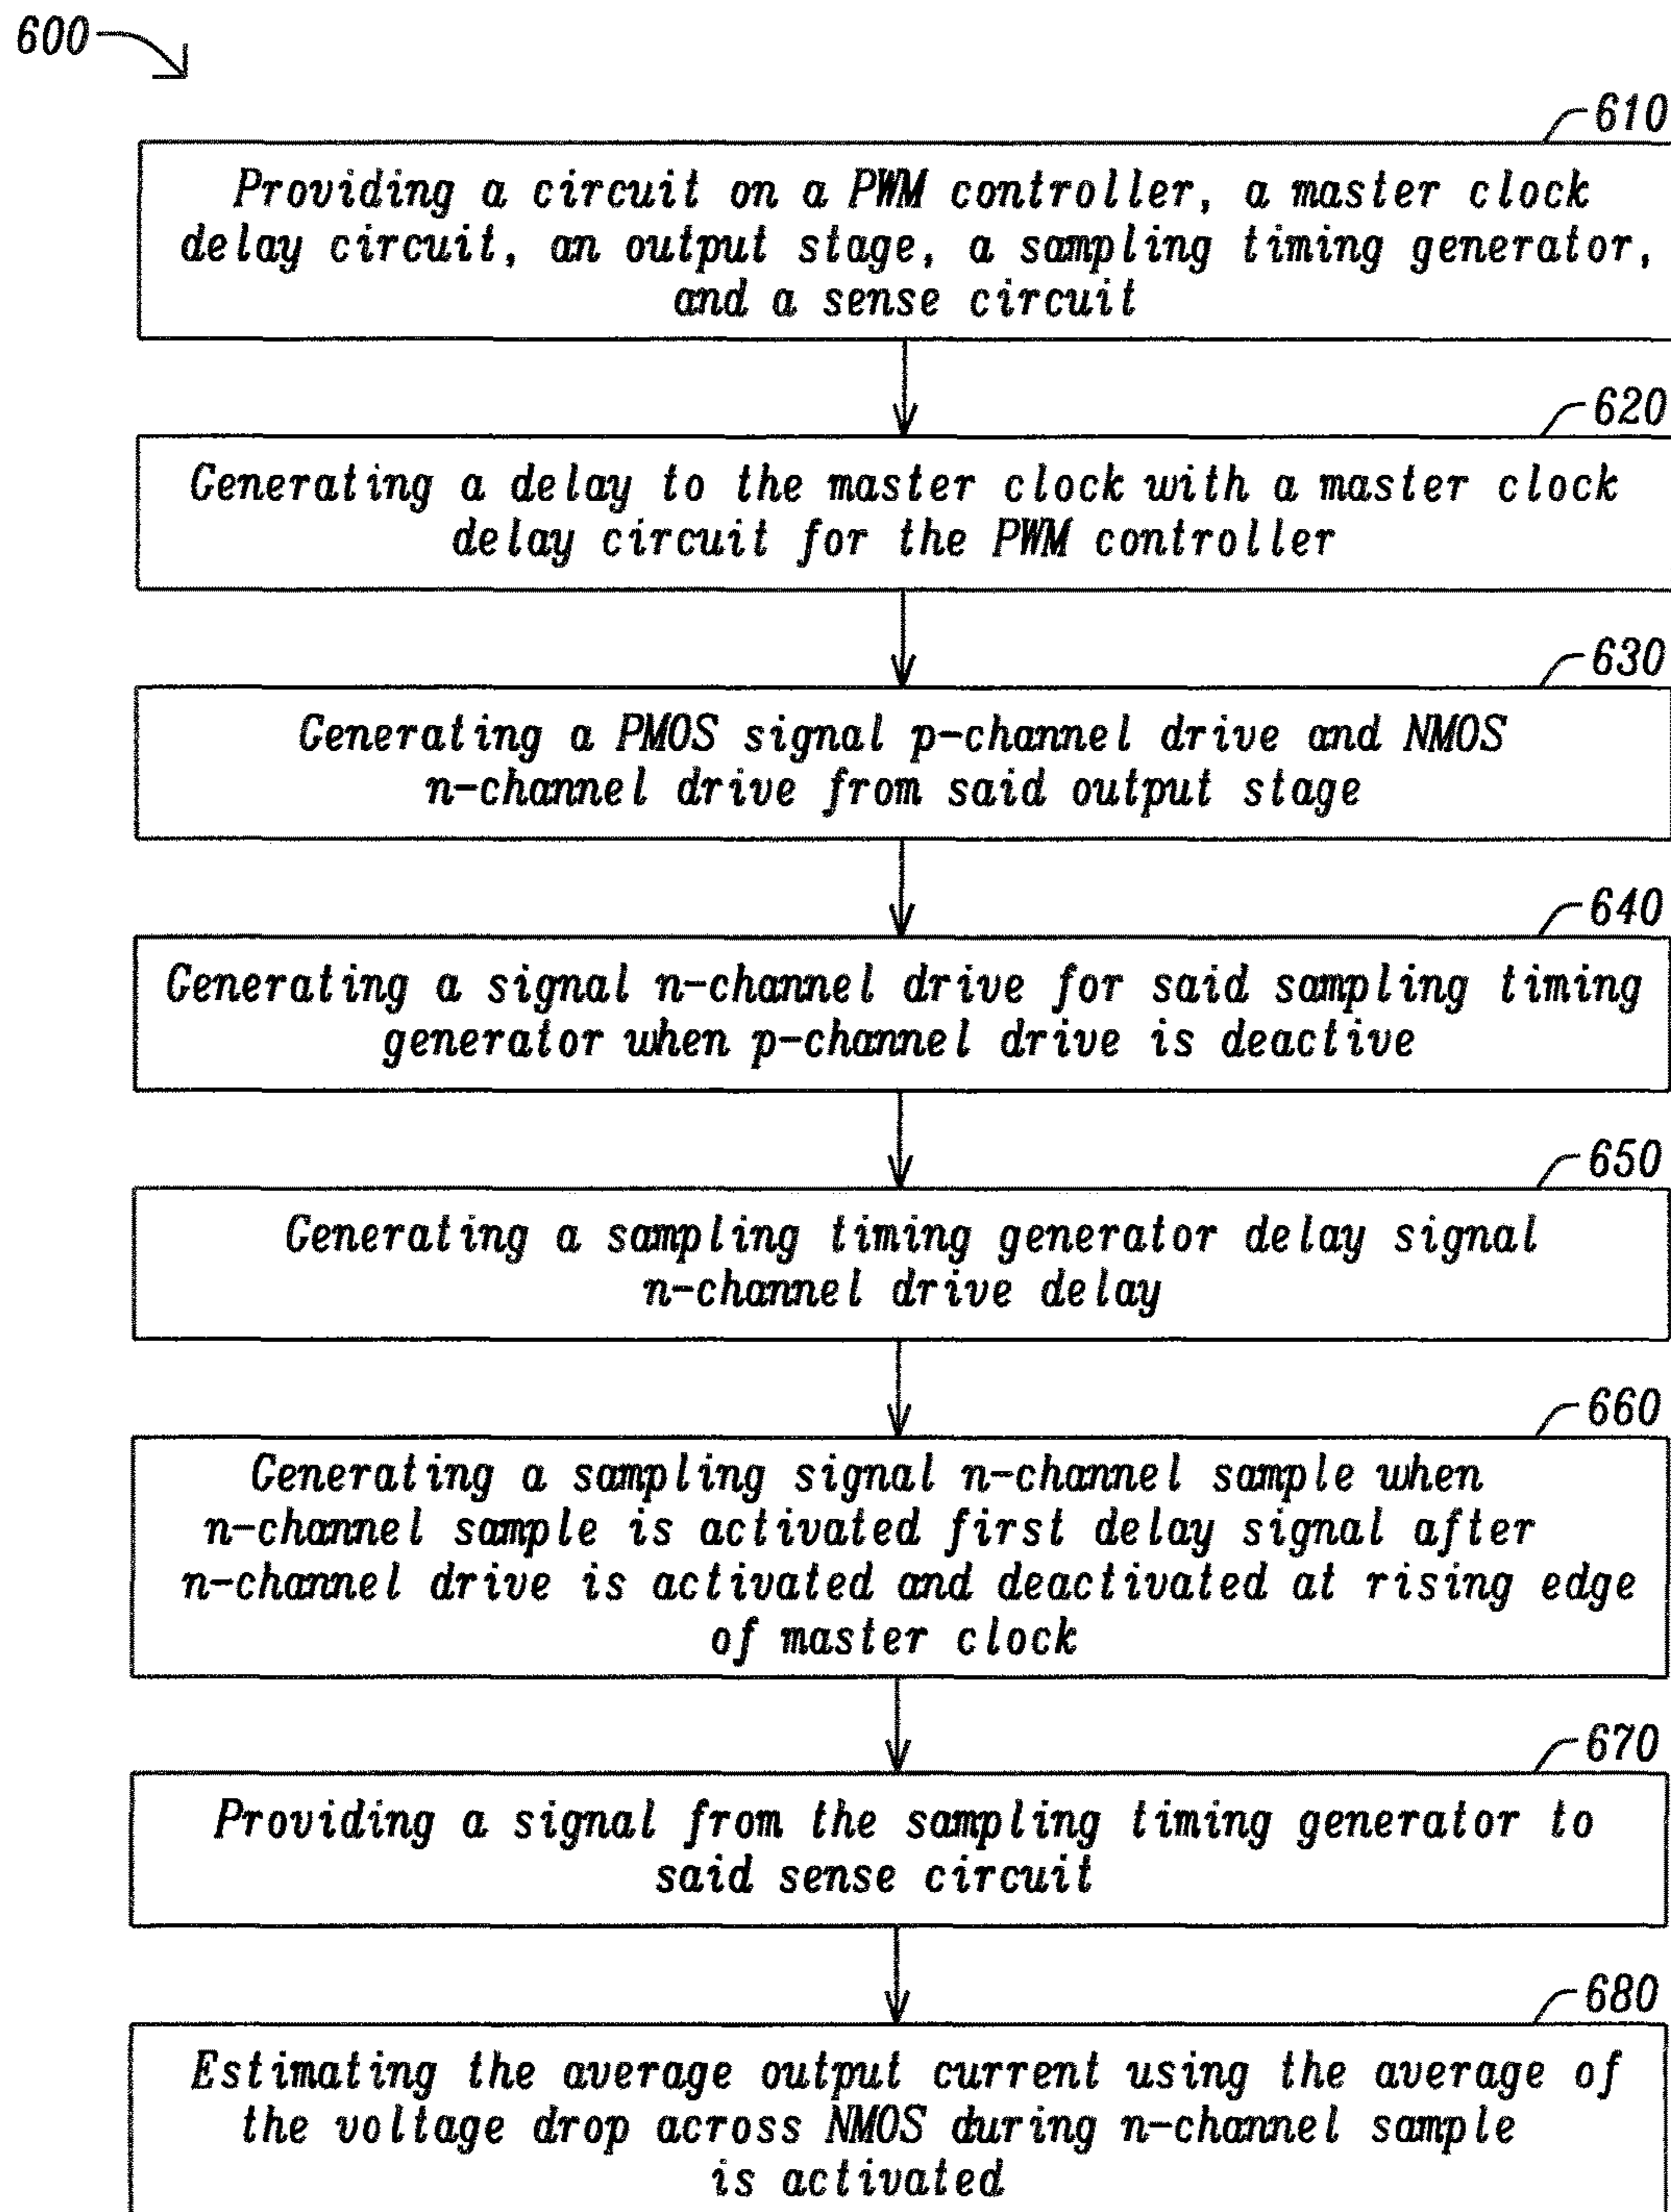 600
610
Providing a circuit on a PWM controller, a master clock
delay circuit, an output stage, a sampling timing generator,
and a sense circuit
620
Generating a delay to the master clock with a master clock
delay circuit for the PWM controller
630
Generating a PMOS signal p-channel drive and NMOS
n-channel drive from said output stage
640
Generating a signal n-channel drive for said sampling timing
generator when p-channel drive is deactive
650
Generating a sampling timing generator delay signal
n-channel drive delay
660
Generating a sampling signal n-channel sample when
n-channel sample is activated first delay signal after
n-channel drive is activated and deactivated at rising edge
of master clock
670
Providing a signal from the sampling timing generator to
said sense circuit
680
Estimating the average output current using the average of
the voltage drop across NMOS during n-channel sample
is activated